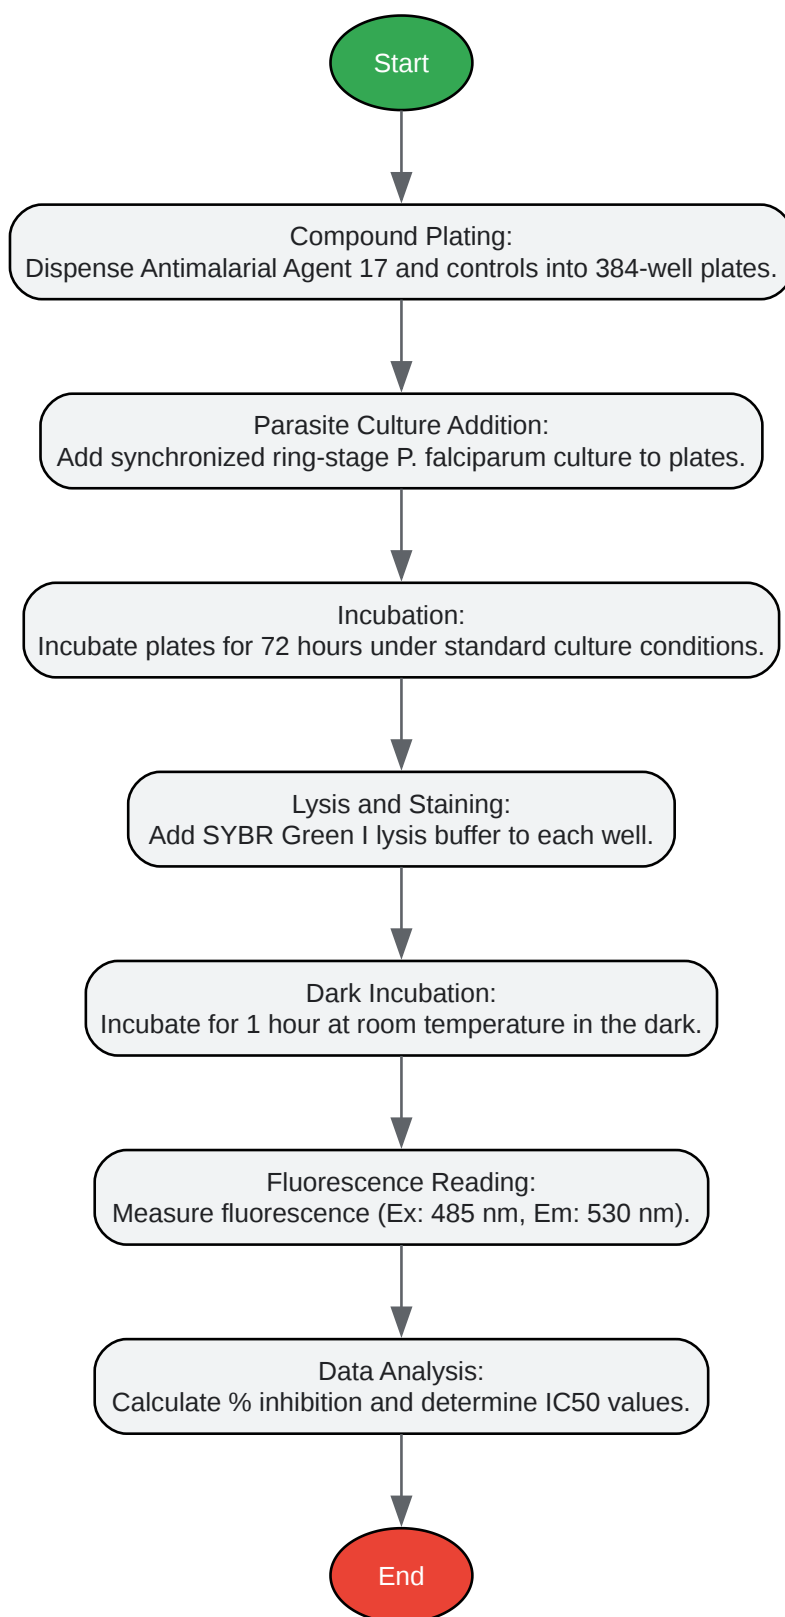 Start
Compound Plating:
Dispense Antimalarial Agent 17 and controls into 384-well plates.
Parasite Culture Addition:
Add synchronized ring-stage P. falciparum culture to plates.
Incubation:
Incubate plates for 72 hours under standard culture conditions.
Lysis and Staining:
Add SYBR Green I lysis buffer to each well.
Dark Incubation:
Incubate for 1 hour at room temperature in the dark.
Fluorescence Reading:
Measure fluorescence (Ex: 485 nm, Em: 530 nm).
Data Analysis:
Calculate % inhibition and determine IC50 values.
End